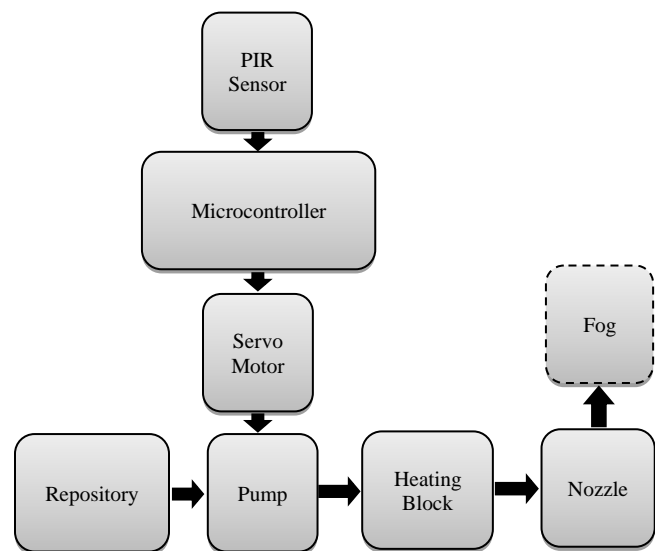 PIR
Sensor
Microcontroller
Servo
Motor
Fog
Repository
Pump
Heating
Block
Nozzle